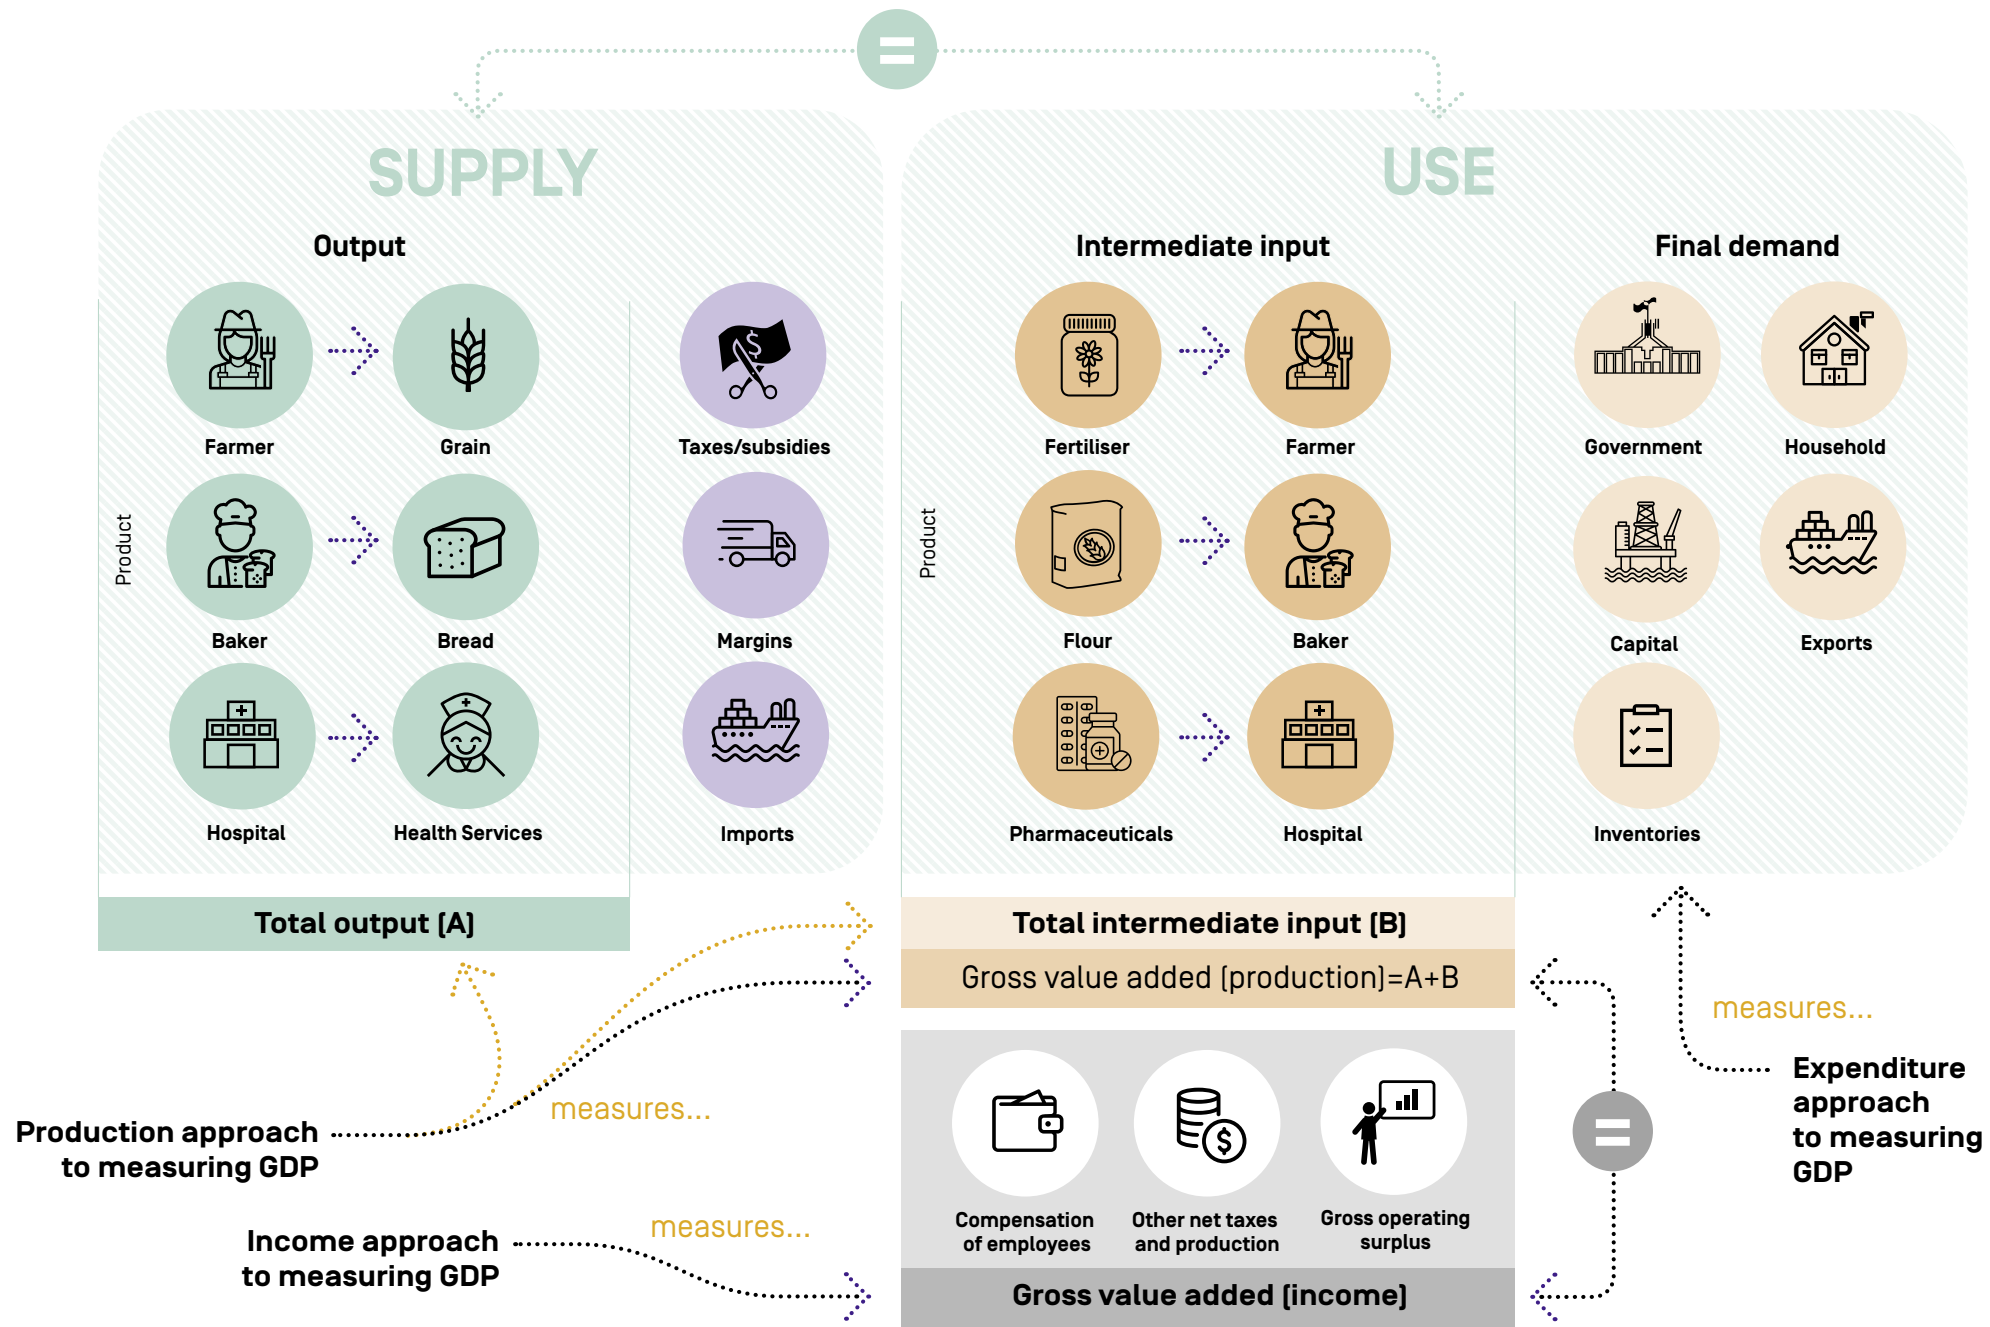 SUPPLY
USE
Output
Intermediate input
Final demand
Product
Farmer
Grain
Taxes/subsidies
Baker
Bread
Margins
Hospital
Health Services
Imports
Product
Fertiliser
Farmer
Government
Household
Flour
Baker
Capital
Exports
Pharmaceuticals
Hospital
Inventories
Total output (A)
Total intermediate input (B)
Gross value added (production)=A+B
measures...
Expenditure
approach
to measuring
GDP
measures...
Production approach
to measuring GDP
Compensation
of employees
Other net taxes
and production
Gross operating
surplus
measures...
Income approach
to measuring GDP
Gross value added (income)